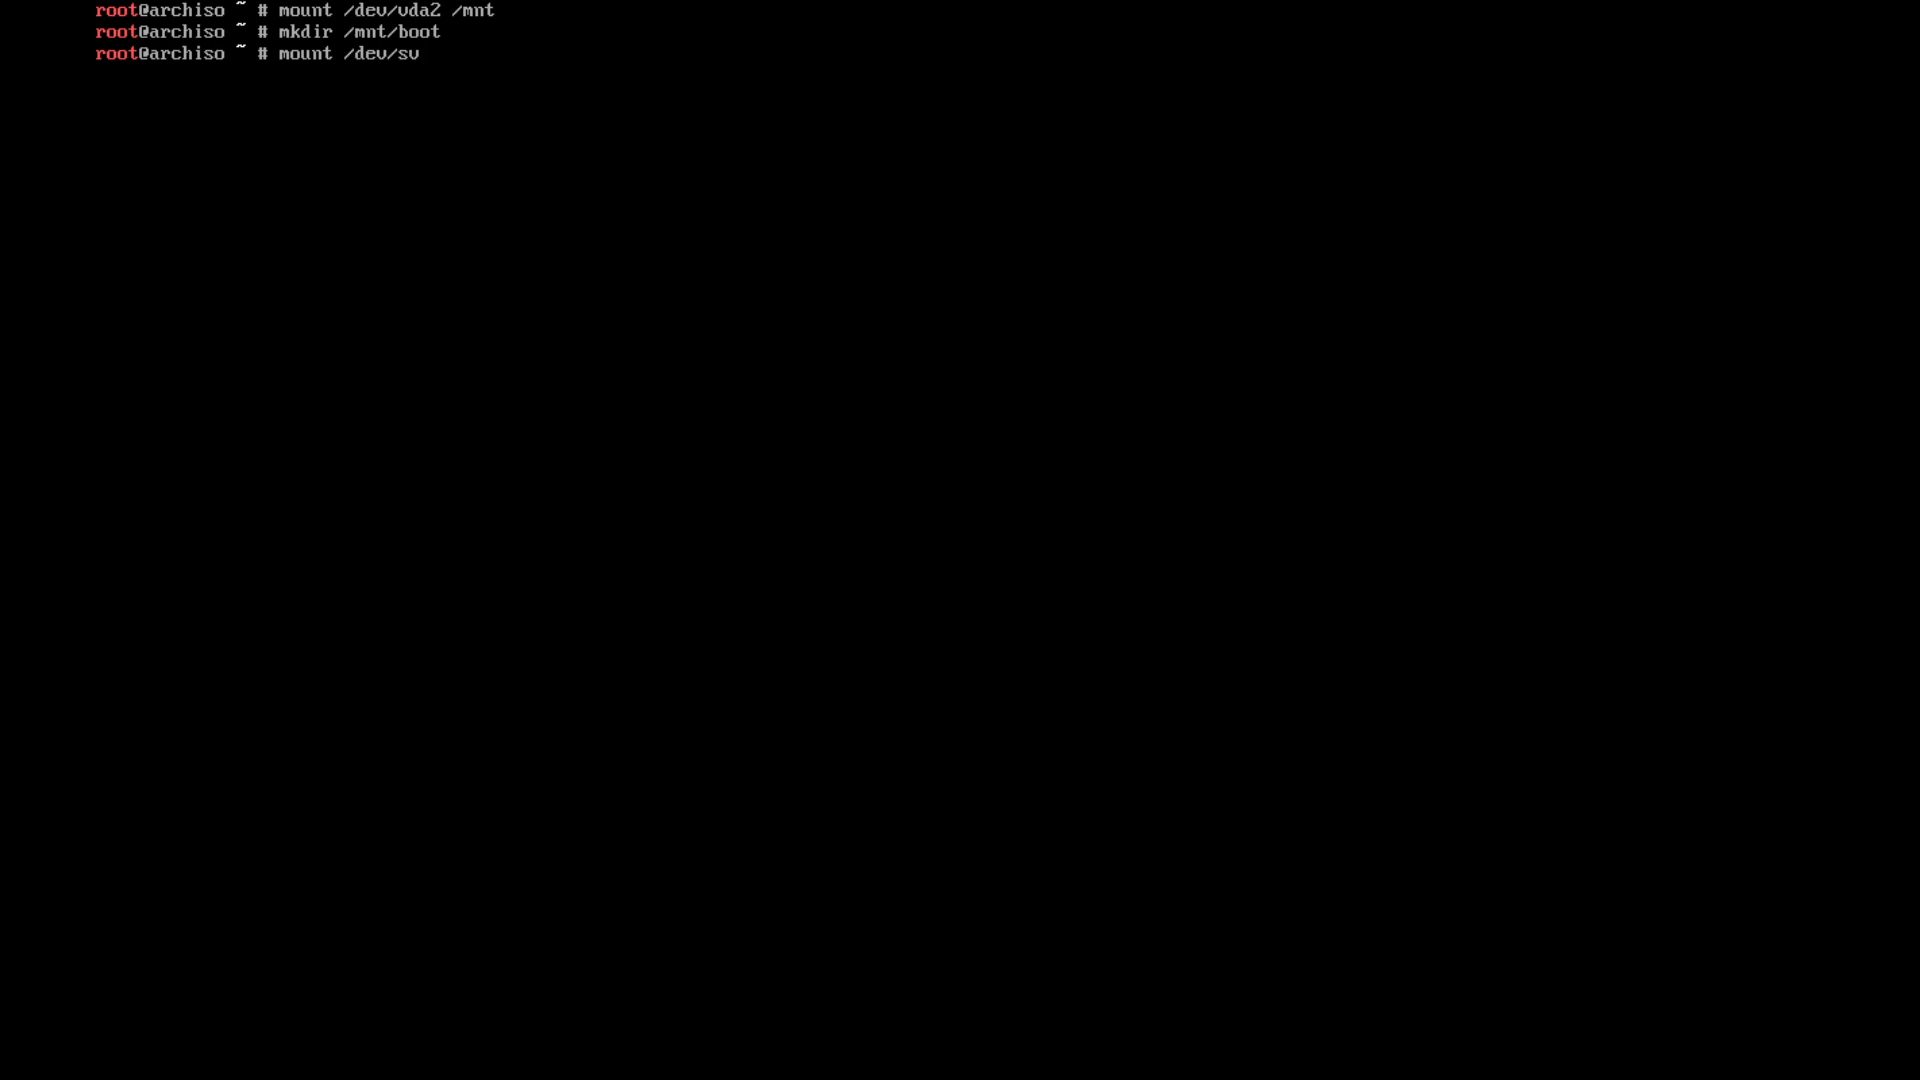 root@archiso ~ # mount /dev/vda2 /mnt
root@archiso ~ # mkdir /mnt/boot
root@archiso ~ # mount /dev/sv